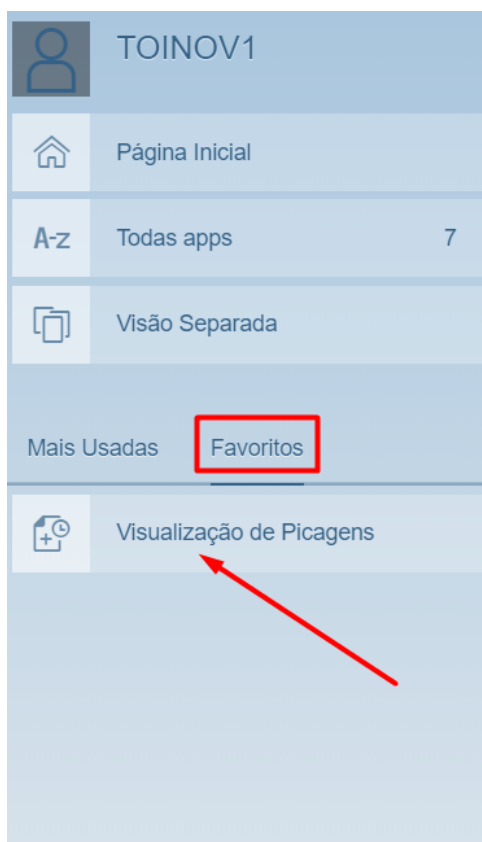 TOINOV1
Página Inicial
A-Z
Todas apps 7
Visão Separada
Mais Usadas Favoritos
Visualização de Picagens